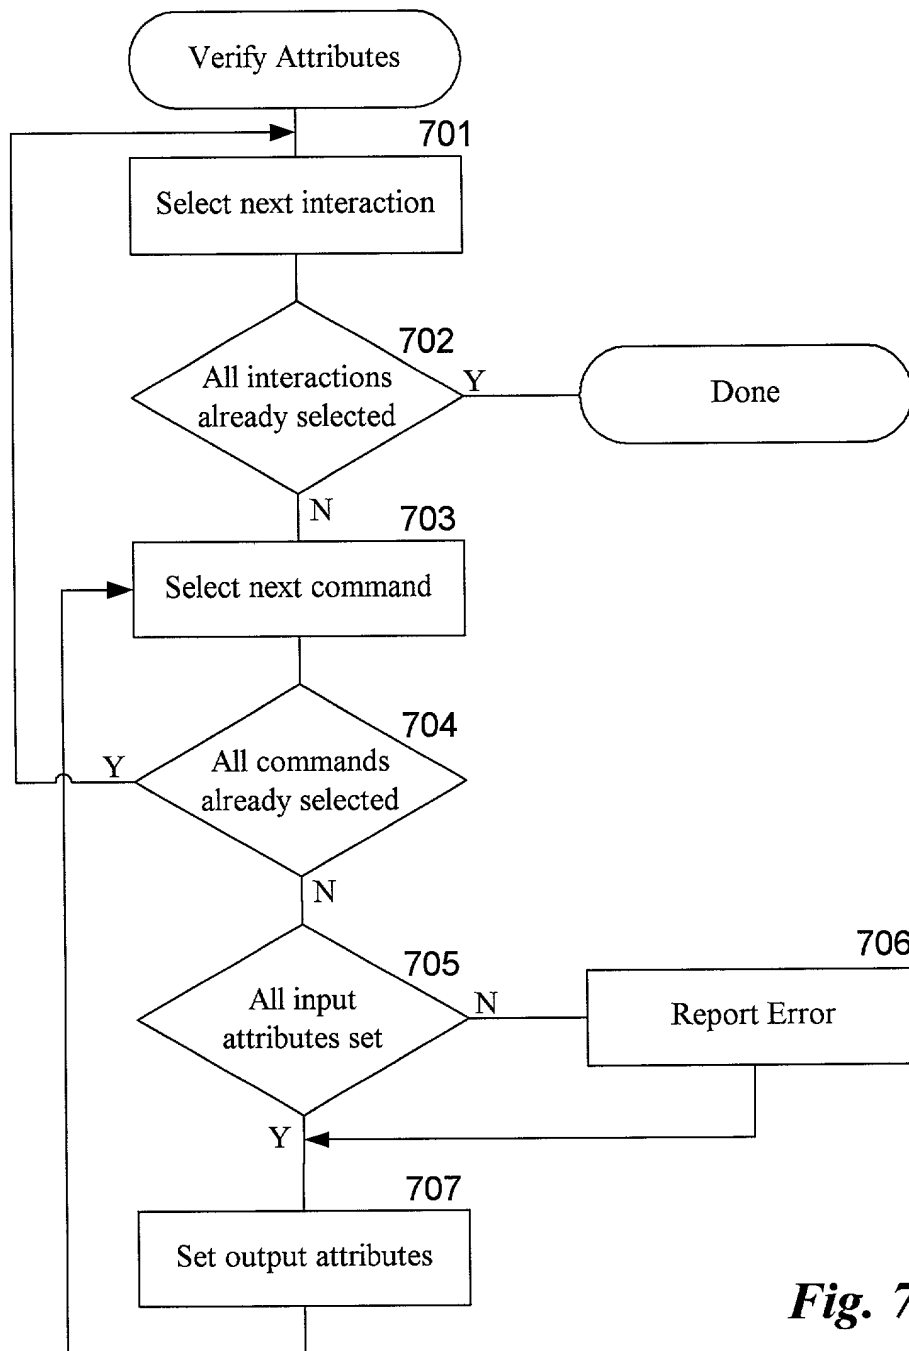 Verify Attributes
701
Select next interaction
702
All interactions
already selected
Y
Done
N
703
Select next command
704
All commands
already selected
Y
N
705
All input
attributes set
N
706
Report Error
Y
707
Set output attributes
Fig. 7